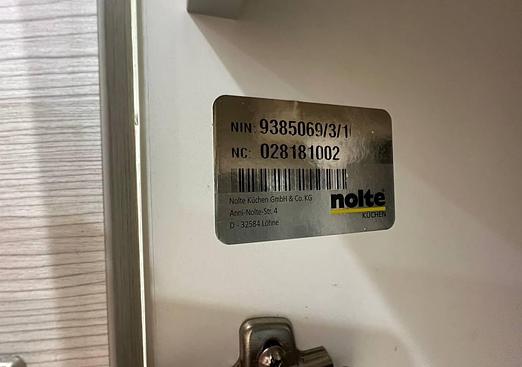 NIN: 9385069/3/1
NC: 028181002
Nolte Küchen GmbH & Co. KG
Anni-Nolte-Str. 4
D - 32584 Löhne
nolte®
KÜCHEN